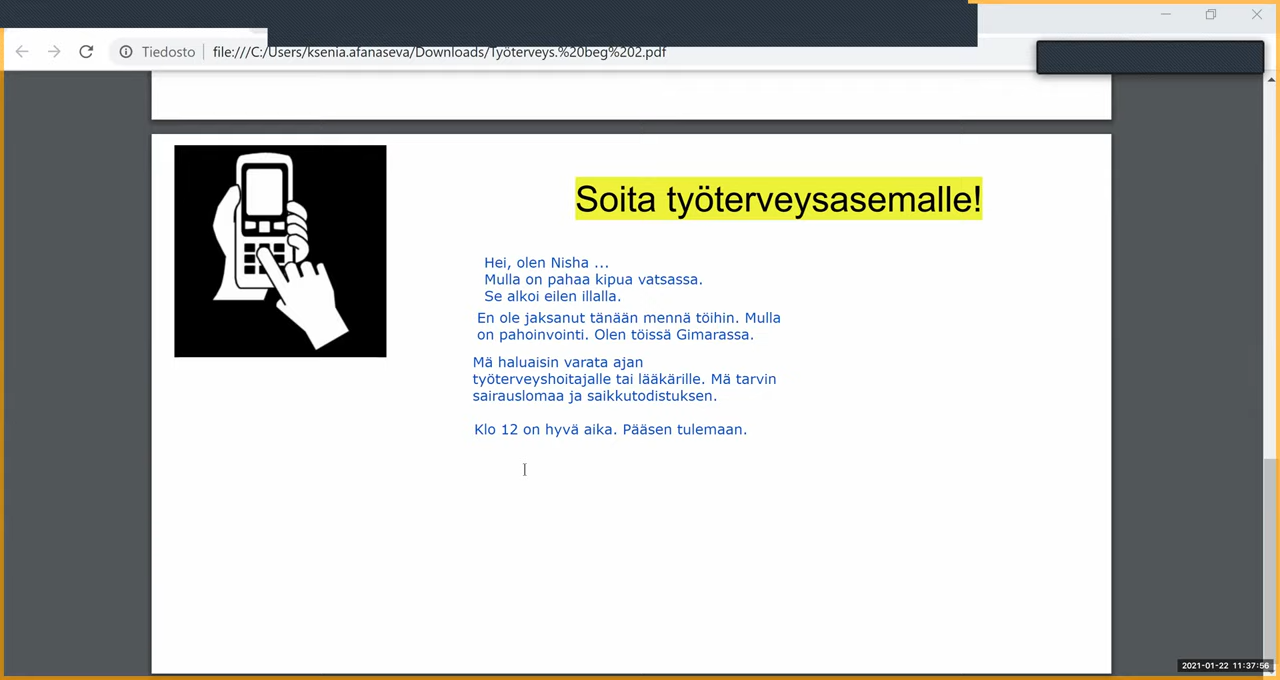 Tiedosto
file:///C:/Users/ksenia.afanaseva/Downloads/Työterveys.%20beg%202.pdf
Soita työterveysasemalle!
Hei, olen Nisha ...
Mulla on pahaa kipua vatsassa.
Se alkoi eilen illalla.
En ole jaksanut tänään mennä töihin. Mulla
on pahoinvointi. Olen töissä Gimarassa.
Mä haluaisin varata ajan
työterveyshoitajalle tai lääkärille. Mä tarvin
sairauslomaa ja saikkutodistuksen.
Klo 12 on hyvä aika. Pääsen tulemaan.
2021-01-22 11:37:56